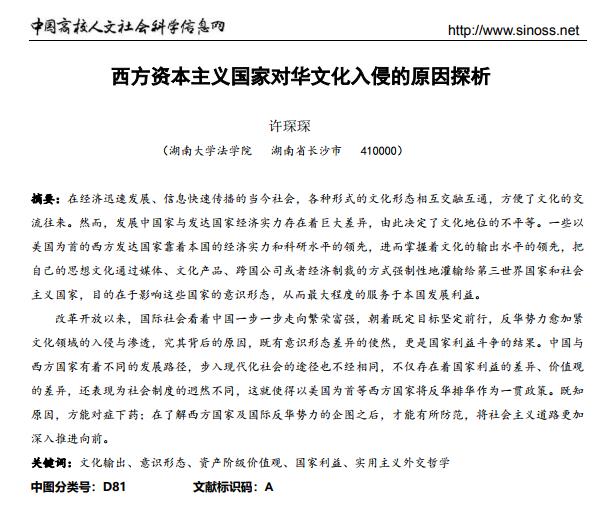 中国高校人文社会科学信息网 http://www.sinoss.net
西方资本主义国家对华文化入侵的原因探析
许琛琛
（湖南大学法学院 湖南省长沙市 410000）
摘要：在经济迅速发展、信息快速传播的当今社会，各种形式的文化形态相互交融互通，方便了文化的交
流往来。然而，发展中国家与发达国家经济实力存在着巨大差异，由此决定了文化地位的不平等。一些以
美国为首的西方发达国家靠着本国的经济实力和科研水平的领先，进而掌握着文化的输出水平的领先，把
自己的思想文化通过媒体、文化产品、跨国公司或者经济制裁的方式强制性地灌输给第三世界国家和社会
主义国家，目的在于影响这些国家的意识形态，从而最大程度的服务于本国发展利益。
改革开放以来，国际社会看着中国一步一步走向繁荣富强，朝着既定目标坚定前行，反华势力愈加紧
文化领域的入侵与渗透，究其背后的原因，既有意识形态差异的使然，更是国家利益斗争的结果。中国与
西方国家有着不同的发展路径，步入现代化社会的途径也不经相同，不仅存在着国家利益的差异、价值观
的差异，还表现为社会制度的迥然不同，这就使得以美国为首等西方国家将反华排华作为一贯政策。既知
原因，方能对症下药；在了解西方国家及国际反华势力的企图之后，才能有所防范，将社会主义道路更加
深入推进向前。
关键词：文化输出、意识形态、资产阶级价值观、国家利益、实用主义外交哲学
中图分类号：D81 文献标识码：A